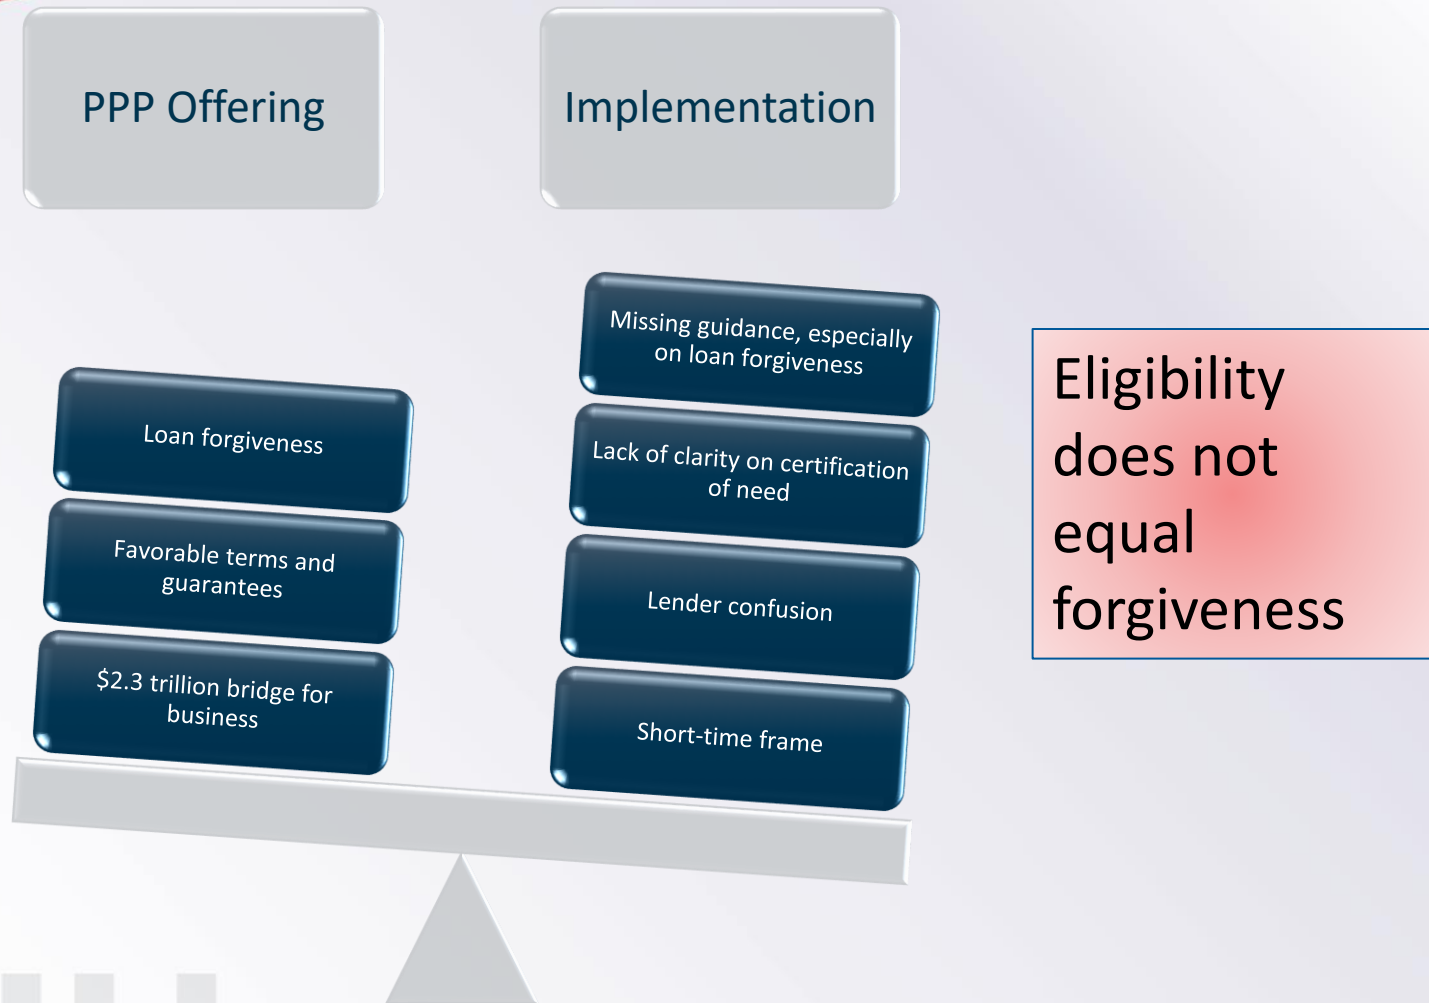 PPP Offering
Implementation
Loan forgiveness
Favorable terms and
guarantees
$2.3 trillion bridge for
business
Missing guidance, especially
on loan forgiveness
Lack of clarity on certification
of need
Lender confusion
Short-time frame
Eligibility
does not
equal
forgiveness